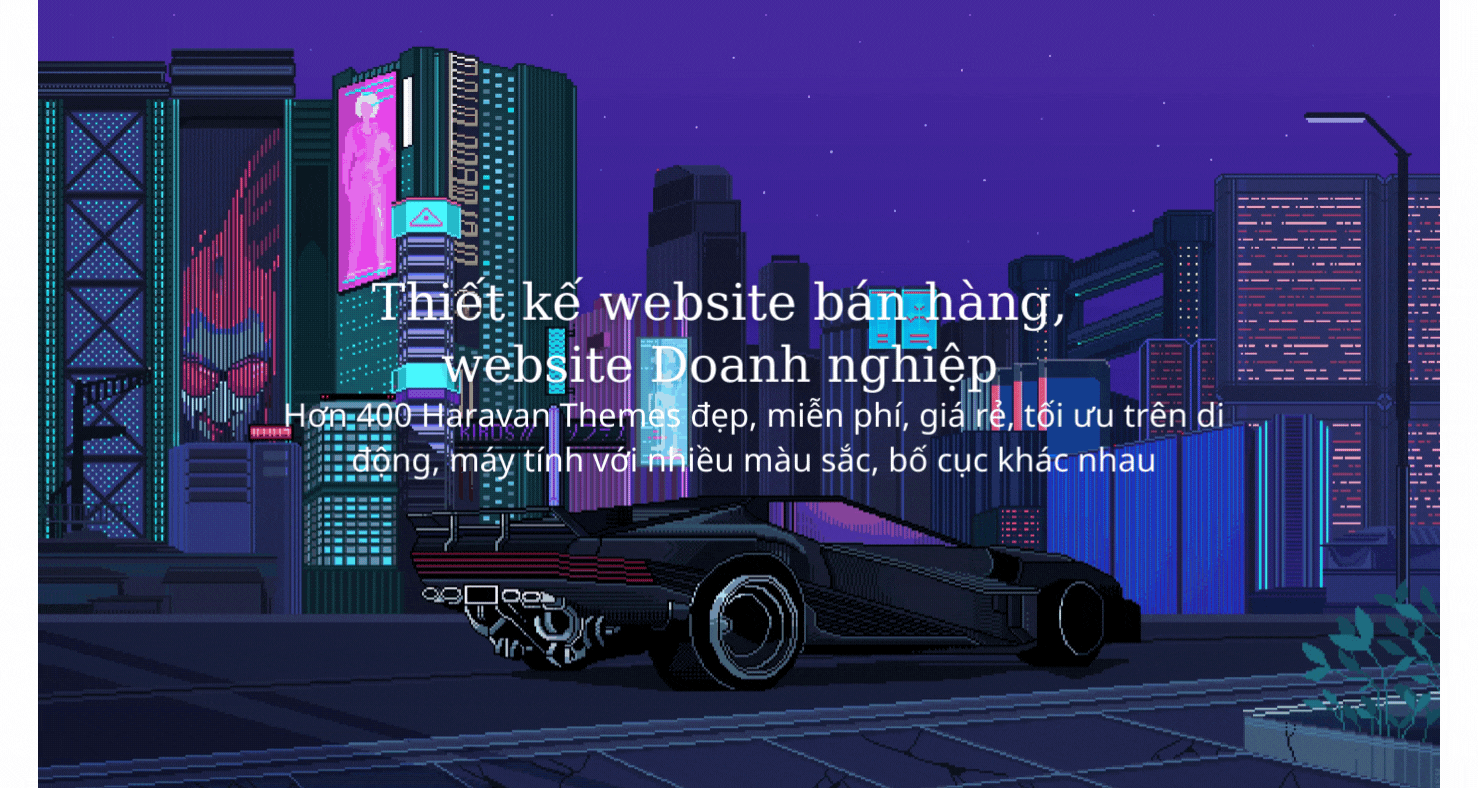 Thiết kế website bán hàng,
website Doanh nghiệp
Hơn 400 Haravan Themes đẹp, miễn phí, giá rẻ, tối ưu trên di
động, máy tính với nhiều màu sắc, bố cục khác nhau